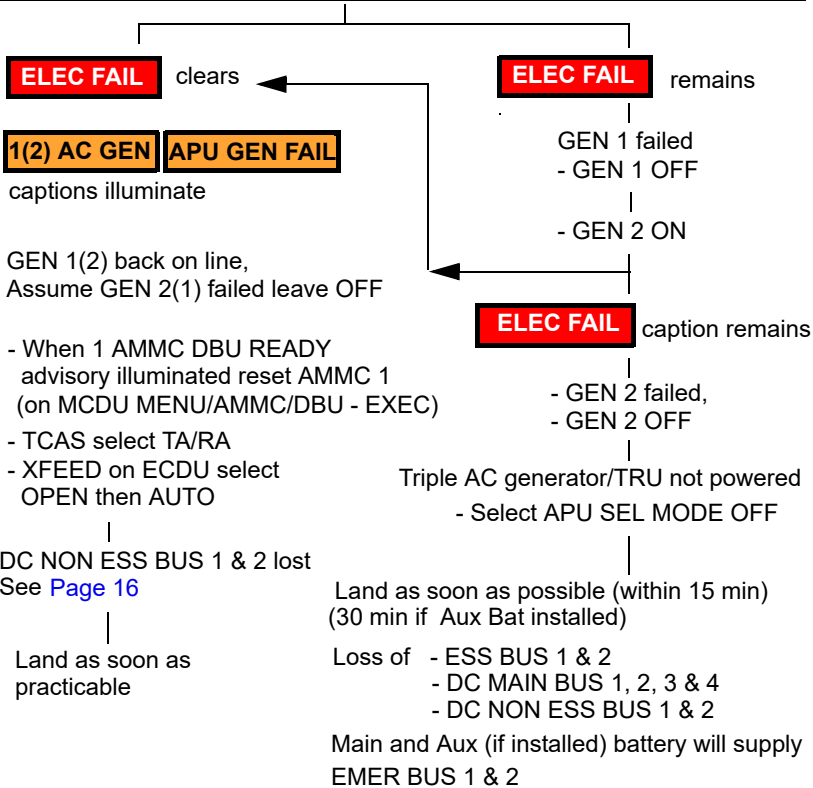 ELEC FAIL clears
1(2) AC GEN APU GEN FAIL
captions illuminate
GEN 1(2) back on line,
Assume GEN 2(1) failed leave OFF
- When 1 AMMC DBU READY
advisory illuminated reset AMMC 1
(on MCDU MENU/AMMC/DBU - EXEC)
- TCAS select TA/RA
- XFEED on ECDU select
OPEN then AUTO
DC NON ESS BUS 1 & 2 lost
See Page 16
Land as soon as
practicable
ELEC FAIL remains
GEN 1 failed
- GEN 1 OFF
- GEN 2 ON
ELEC FAIL caption remains
- GEN 2 failed,
- GEN 2 OFF
Triple AC generator/TRU not powered
- Select APU SEL MODE OFF
Land as soon as possible (within 15 min)
(30 min if Aux Bat installed)
Loss of - ESS BUS 1 & 2
- DC MAIN BUS 1, 2, 3 & 4
- DC NON ESS BUS 1 & 2
Main and Aux (if installed) battery will supply
EMER BUS 1 & 2